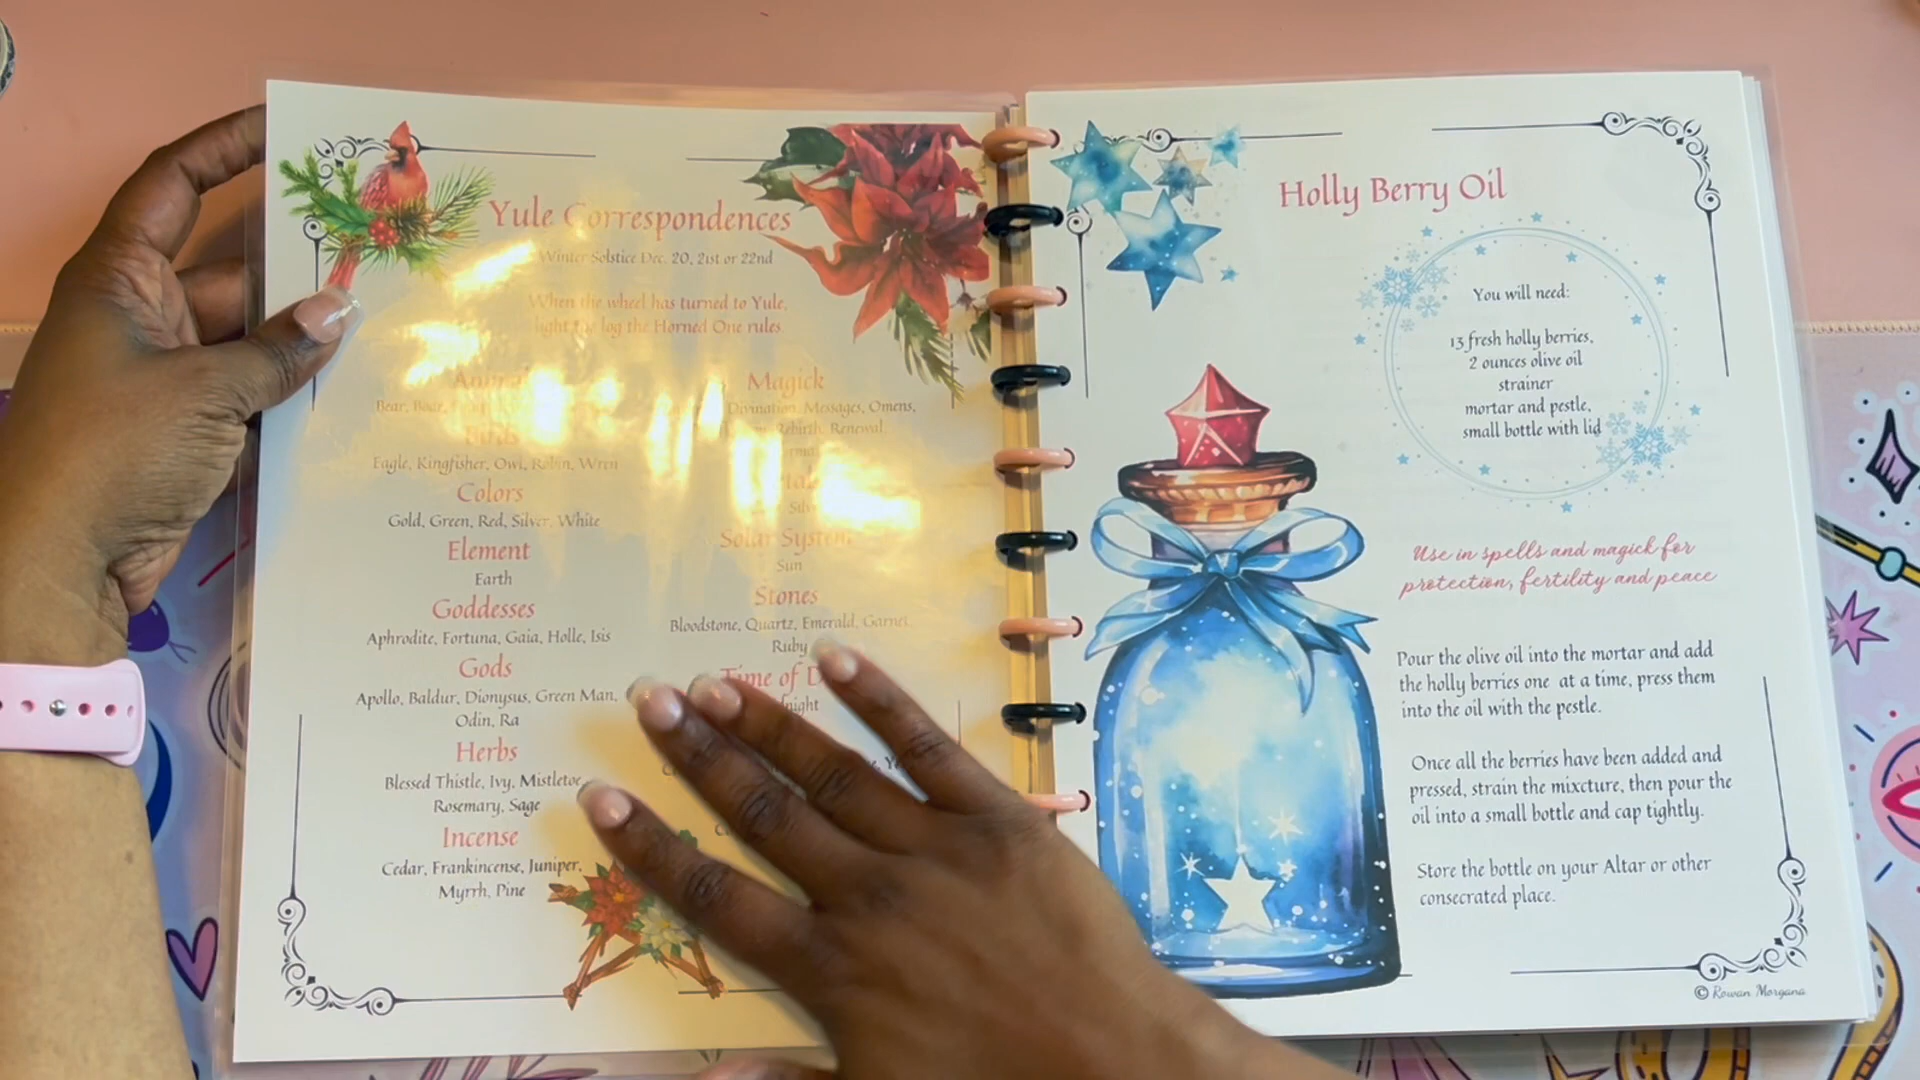 Yule Correspondences
Winter Solstice Dec. 20, 21st or 22nd
When the wheel has turned to Yule,
light the log the Horned One rules
Bear, Boar,
Birds
Eagle, Kingfisher, Owl, Robin, Wren
Colors
Gold, Green, Red, Silver, White
Element
Earth
Goddesses
Aphrodite, Fortuna, Gaia, Holle, Isis
Gods
Apollo, Baldur, Dionysus, Green Man,
Odin, Ra
Herbs
Blessed Thistle, Ivy, Mistletoe,
Rosemary, Sage
Incense
Cedar, Frankincense, Juniper,
Myrrh, Pine
Magick
Divination, Messages, Omens,
Rebirth, Renewal,
Solar System
Sun
Stones
Bloodstone, Quartz, Emerald, Garnet,
Ruby
Time of
Holly Berry Oil
You will need:
13 fresh holly berries,
2 ounces olive oil
strainer
mortar and pestle,
small bottle with lid
Use in spells and magick for
protection, fertility and peace
Pour the olive oil into the mortar and add
the holly berries one at a time, press them
into the oil with the pestle.
Once all the berries have been added and
pressed, strain the mixcture, then pour the
oil into a small bottle and cap tightly.
Store the bottle on your Altar or other
consecrated place.
© Rowan Morgana